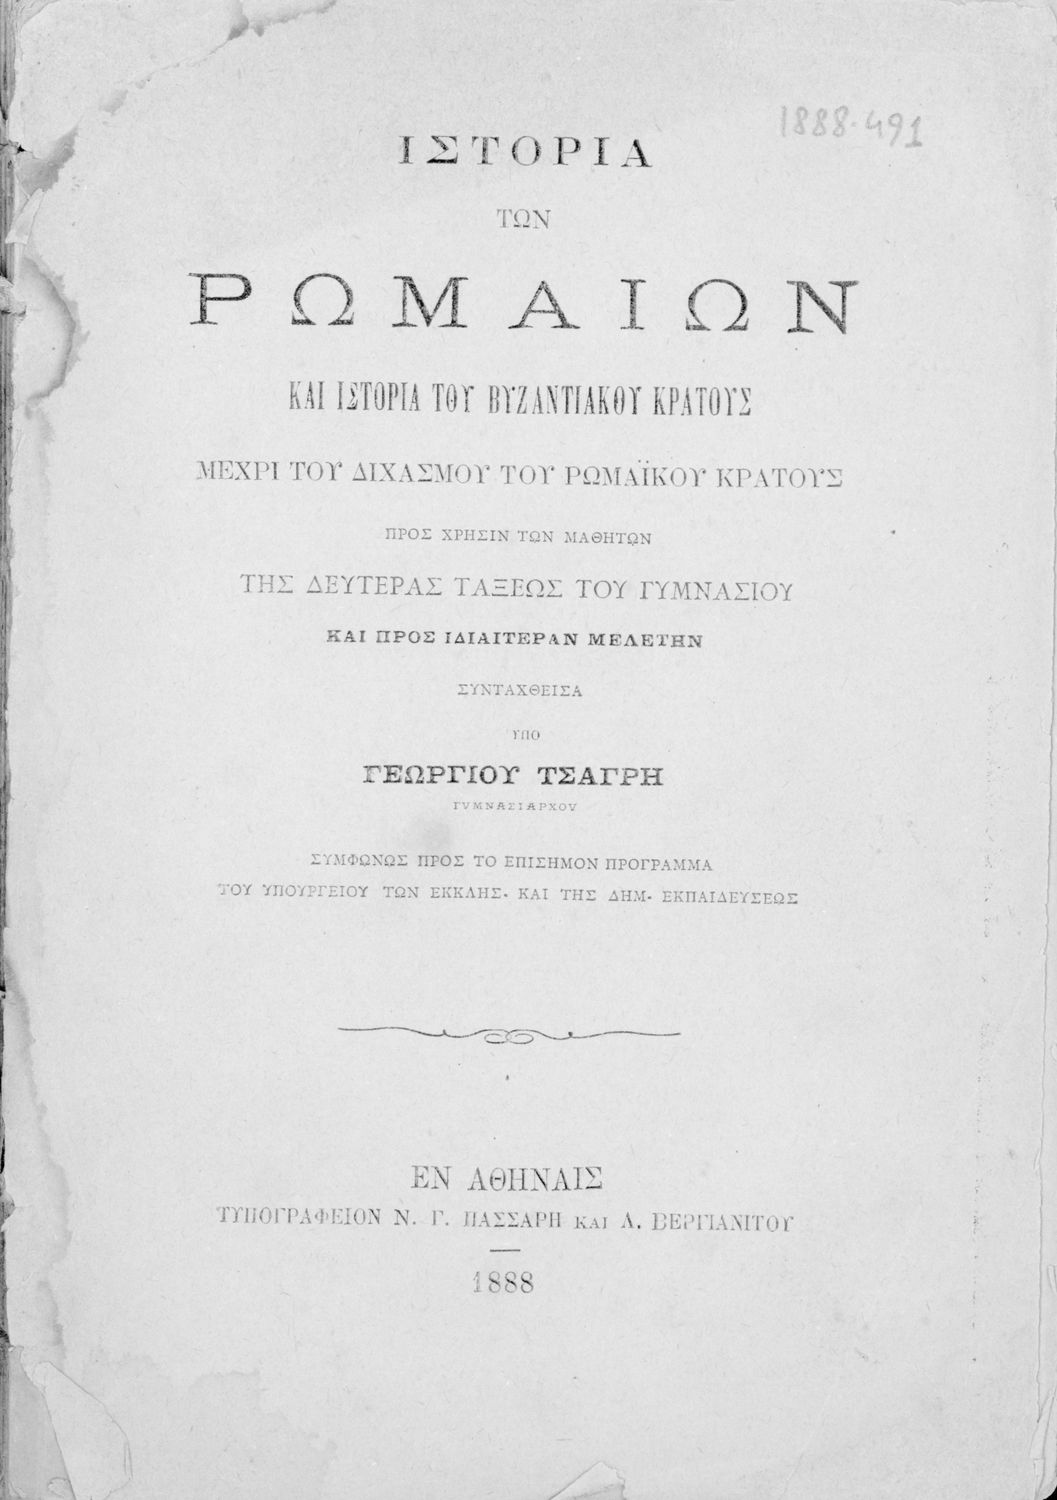 1888-491
ΙΣΤΟΡΙΑ
ΤΩΝ
ΡΩΜΑΙΩΝ
ΚΑΙ ΙΣΤΟΡΙΑ ΤΟΥ ΒΥΖΑΝΤΙΑΚΟΥ ΚΡΑΤΟΥΣ
ΜΕΧΡΙ ΤΟΥ ΔΙΧΑΣΜΟΥ ΤΟΥ ΡΩΜΑΪΚΟΥ ΚΡΑΤΟΥΣ
ΠΡΟΣ ΧΡΗΣΙΝ ΤΩΝ ΜΑΘΗΤΩΝ
ΤΗΣ ΔΕΥΤΕΡΑΣ ΤΑΞΕΩΣ ΤΟΥ ΓΥΜΝΑΣΙΟΥ
ΚΑΙ ΠΡΟΣ ΙΔΙΑΙΤΕΡΑΝ ΜΕΛΕΤΗΝ
ΣΥΝΤΑΧΘΕΙΣΑ
ΥΠΟ
ΓΕΩΡΓΙΟΥ ΤΣΑΓΡΗ
ΓΥΜΝΑΣΙΑΡΧΟΥ
ΣΥΜΦΩΝΩΣ ΠΡΟΣ ΤΟ ΕΠΙΣΗΜΟΝ ΠΡΟΓΡΑΜΜΑ
ΤΟΥ ΥΠΟΥΡΓΕΙΟΥ ΤΩΝ ΕΚΚΛΗΣ. ΚΑΙ ΤΗΣ ΔΗΜ. ΕΚΠΑΙΔΕΥΣΕΩΣ
ΕΝ ΑΘΗΝΑΙΣ
ΤΥΠΟΓΡΑΦΕΙΟΝ Ν. Γ. ΠΑΣΣΑΡΗ ΚΑΙ Α. ΒΕΡΓΙΑΝΙΤΟΥ
1888